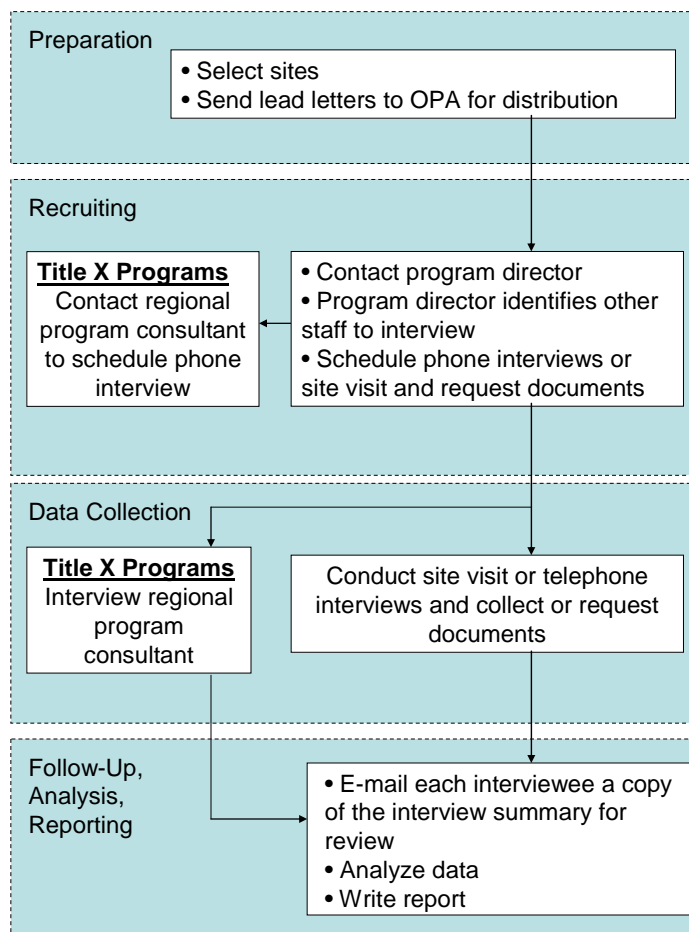 Preparation
• Select sites
• Send lead letters to OPA for distribution
Recruiting
Title X Programs
Contact regional
program consultant
to schedule phone
interview
• Contact program director
• Program director identifies other
staff to interview
• Schedule phone interviews or
site visit and request documents
Data Collection
Title X Programs
Interview regional
program
consultant
Conduct site visit or telephone
interviews and collect or request
documents
Follow-Up,
Analysis,
Reporting
• E-mail each interviewee a copy
of the interview summary for
review
• Analyze data
• Write report